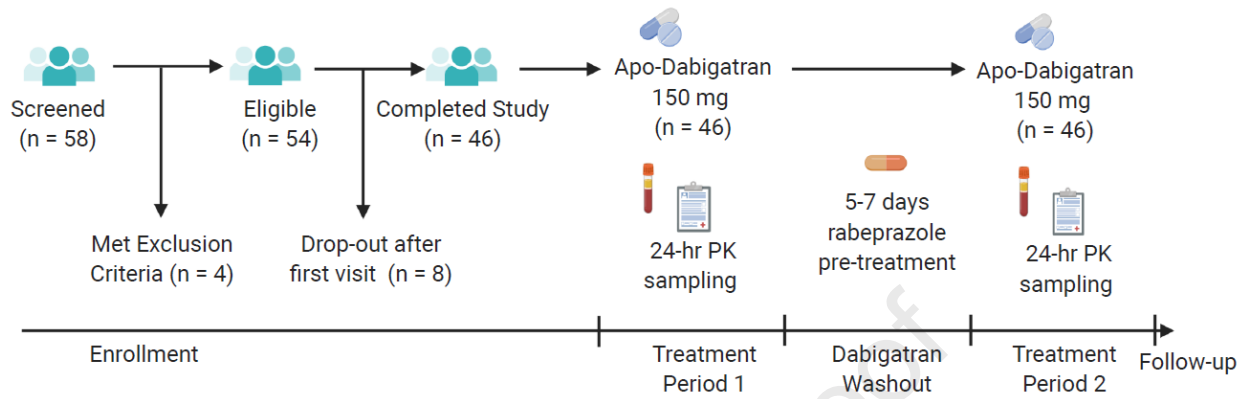 Screened
(n = 58)
Eligible
(n = 54)
Completed Study
(n = 46)
Apo-Dabigatran
150 mg
(n = 46)
Apo-Dabigatran
150 mg
(n = 46)
Met Exclusion
Criteria (n = 4)
Drop-out after
first visit (n = 8)
24-hr PK
sampling
5-7 days
rabeprazole
pre-treatment
24-hr PK
sampling
Enrollment
Treatment
Period 1
Dabigatran
Washout
Treatment
Period 2
Follow-up